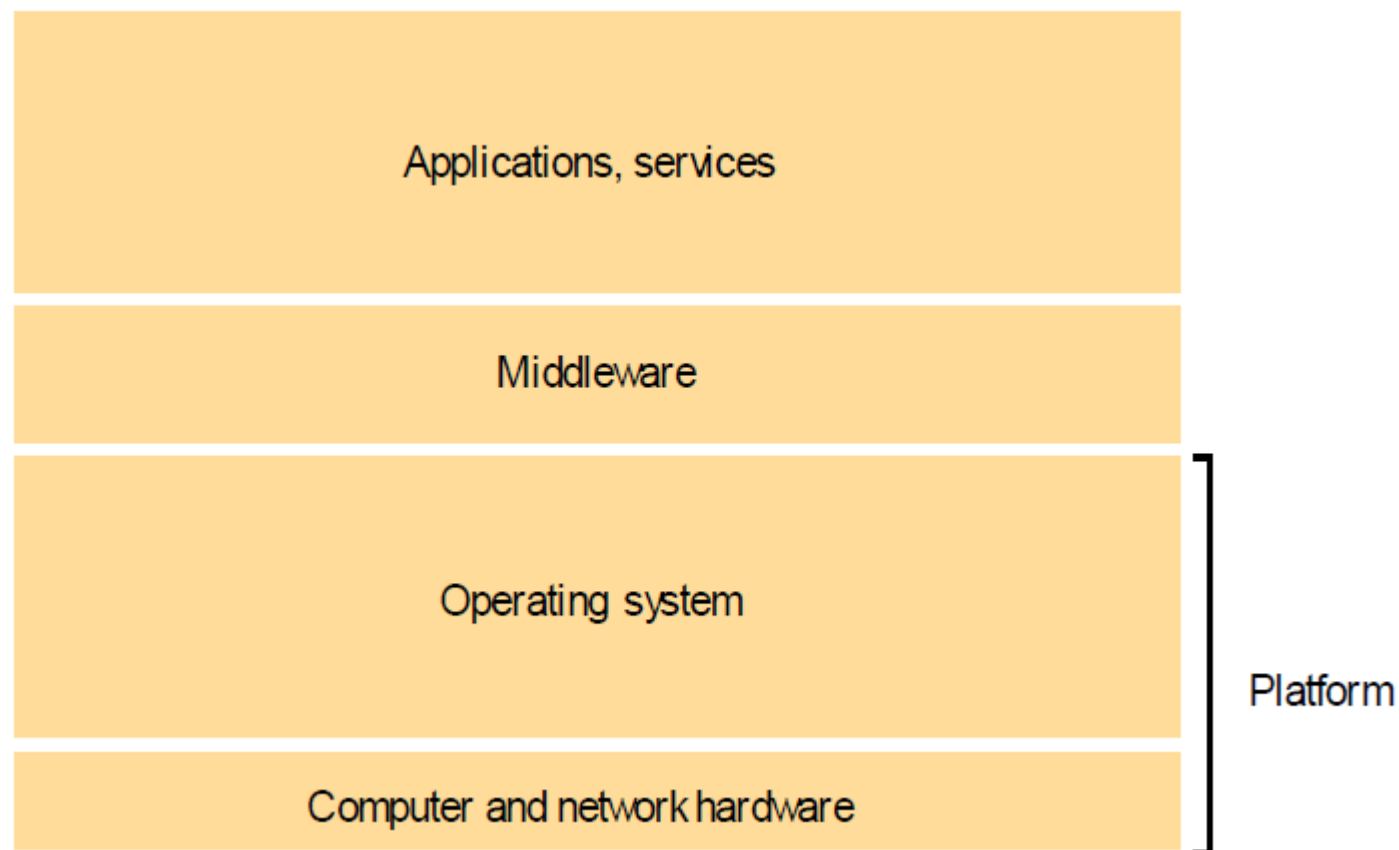 Applications, services
Middleware
Operating system
Platform
Computer and network hardware